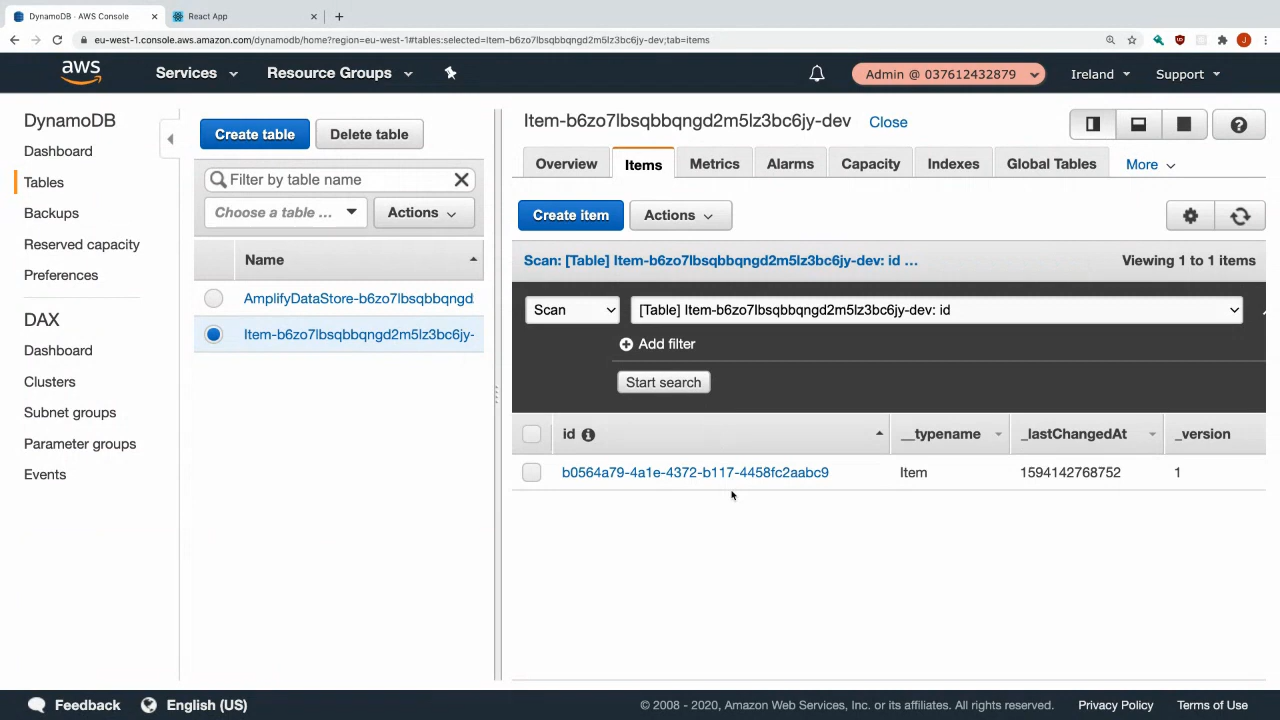 DynamoDB · AWS Console
React App
eu-west-1.console.aws.amazon.com/dynamodb/home?region=eu-west-1#tables:selected=Item-b6zo7lbsqbbqngd2m5lz3bc6jy-dev;tab=items
J
aws
Services
Resource Groups
Admin @ 037612432879
Ireland
Support
DynamoDB
Dashboard
Tables
Backups
Reserved capacity
Preferences
DAX
Dashboard
Clusters
Subnet groups
Parameter groups
Events
Create table
Delete table
Filter by table name
Choose a table ...
Actions
Name
AmplifyDataStore-b6zo7lbsqbbqngd
Item-b6zo7lbsqbbqngd2m5lz3bc6jy-
Item-b6zo7lbsqbbqngd2m5lz3bc6jy-dev
Close
Overview
Items
Metrics
Alarms
Capacity
Indexes
Global Tables
More
Create item
Actions
Scan: [Table] Item-b6zo7lbsqbbqngd2m5lz3bc6jy-dev: id ...
Viewing 1 to 1 items
Scan
[Table] Item-b6zo7lbsqbbqngd2m5lz3bc6jy-dev: id
Add filter
Start search
id
__typename
_lastChangedAt
_version
b0564a79-4a1e-4372-b117-4458fc2aabc9
Item
1594142768752
1
Feedback
English (US)
© 2008 - 2020, Amazon Web Services, Inc. or its affiliates. All rights reserved.
Privacy Policy
Terms of Use